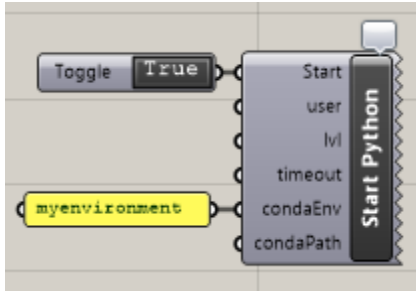 Toggle True
Start
user
lvl
timeout
myenvironment condaEnv
condaPath
Start Python